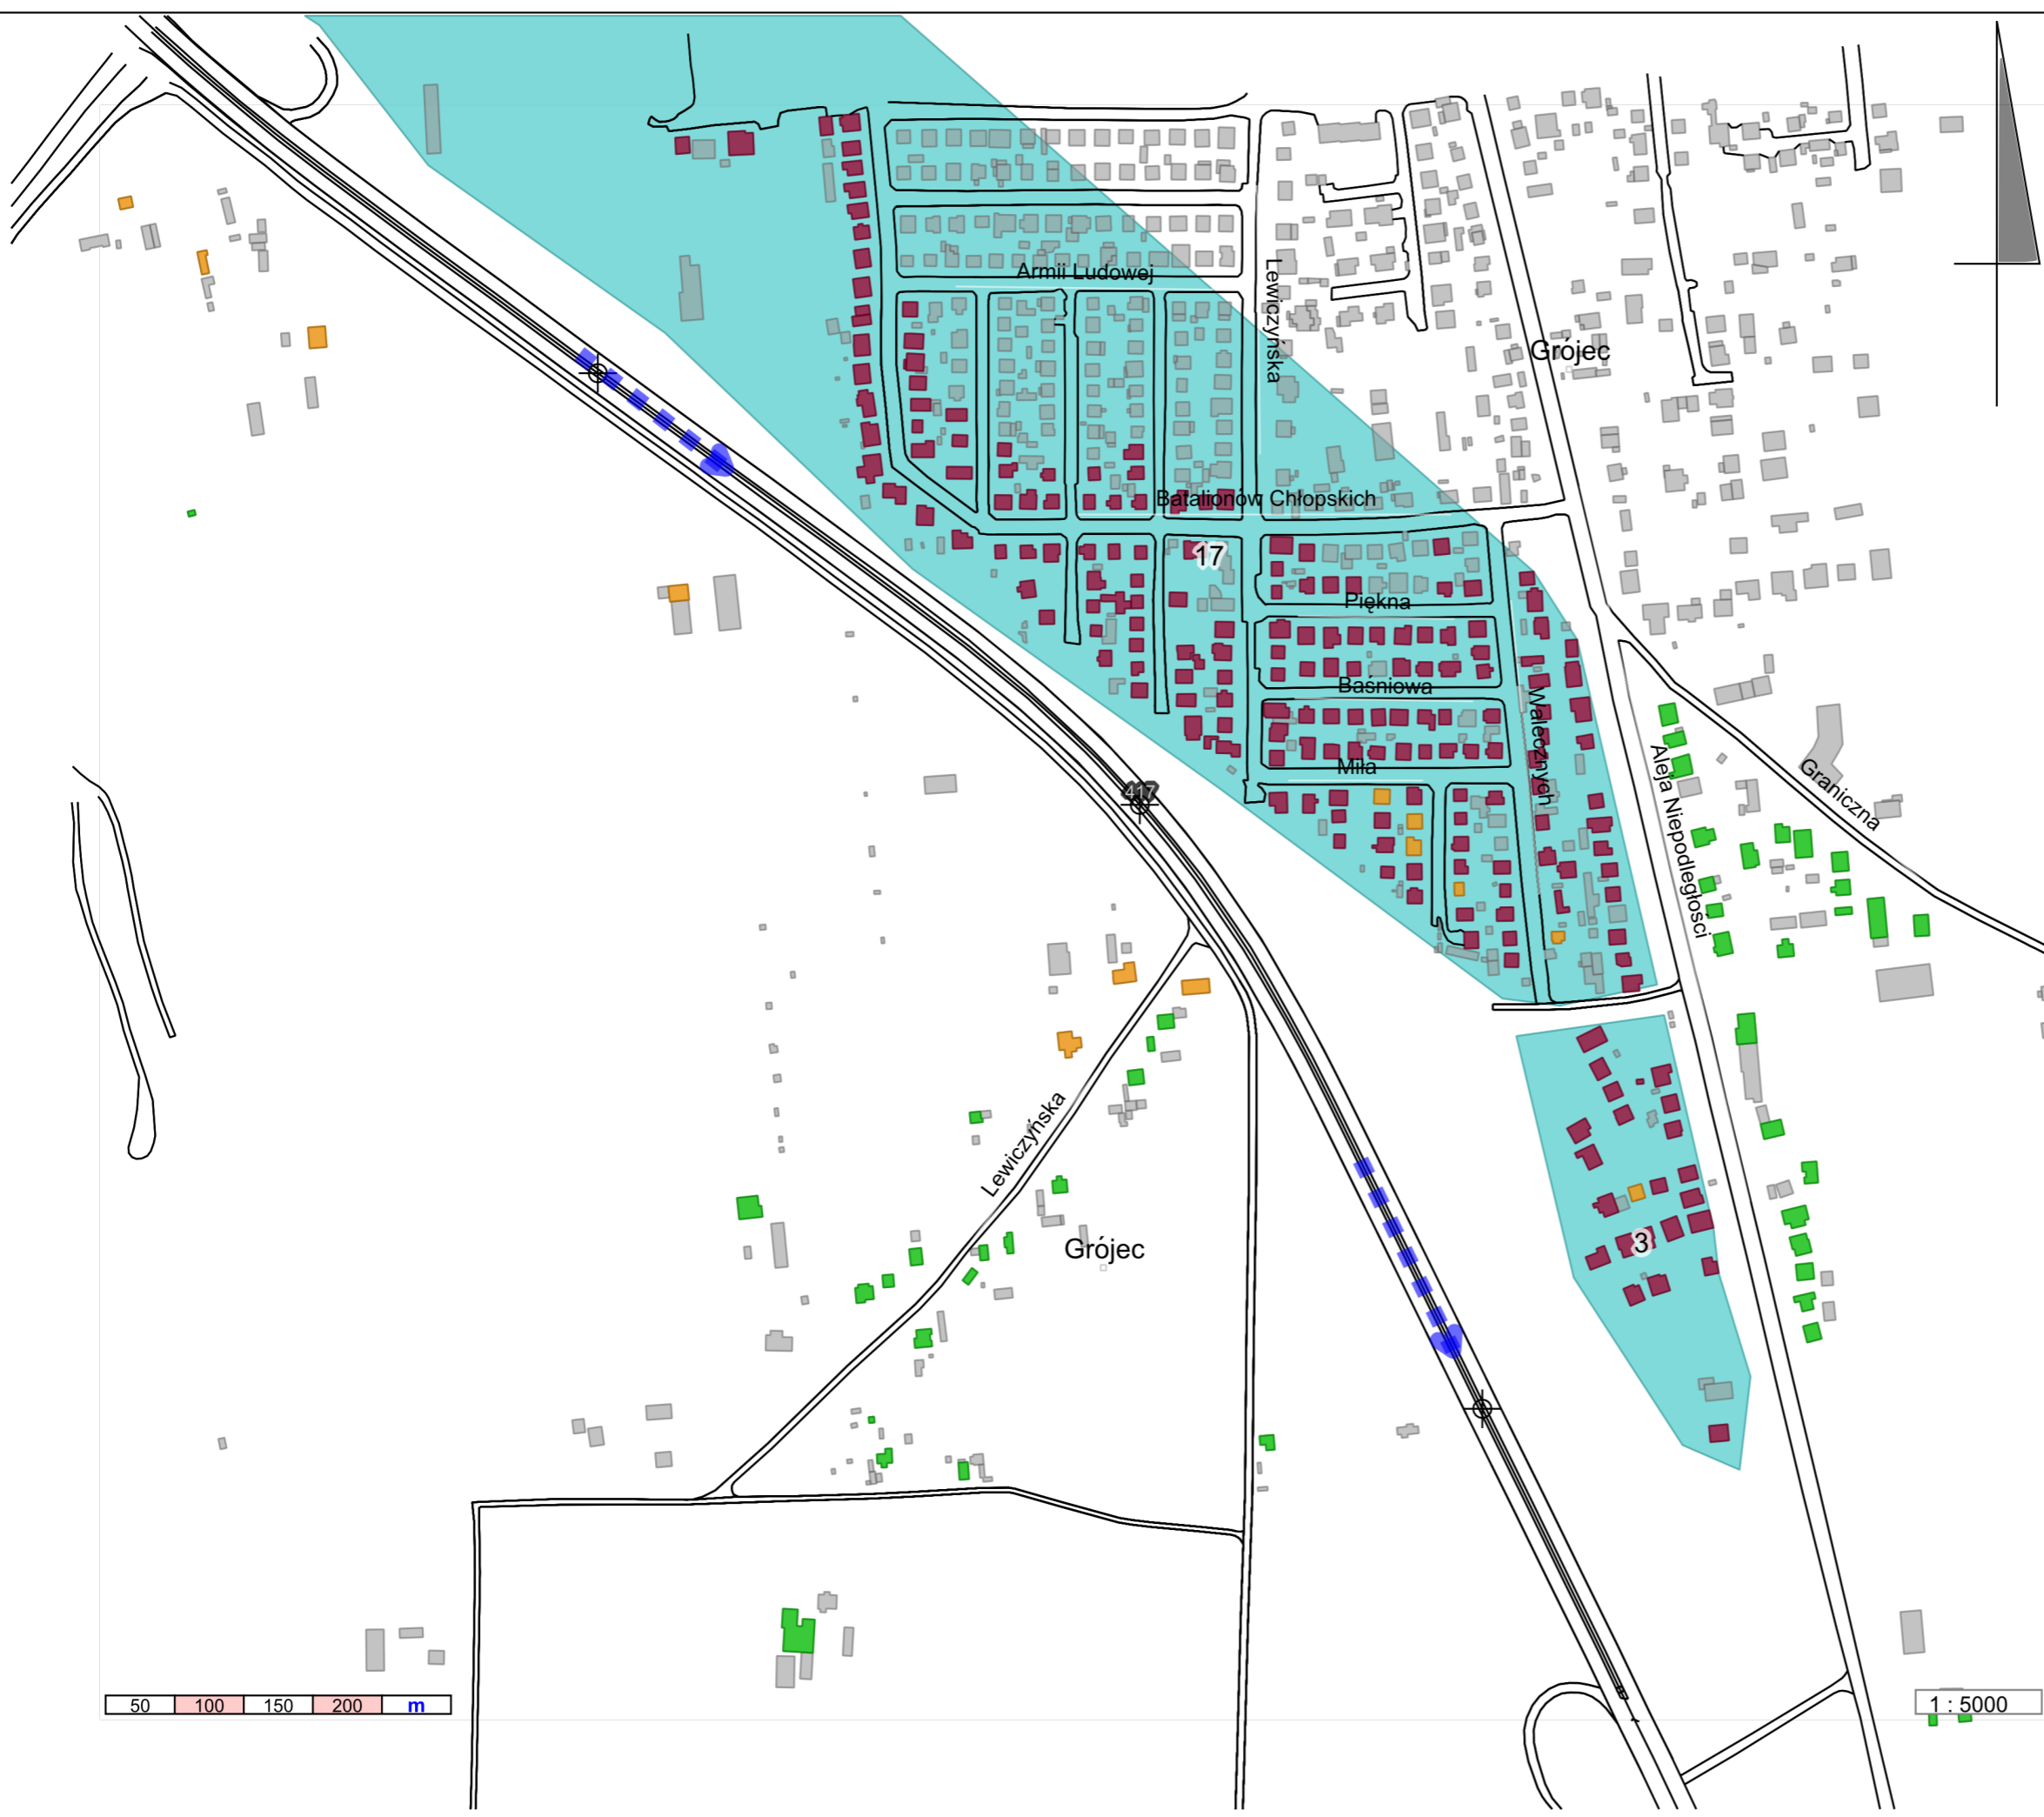 Armii Ludowej
Lewiczyńska
Grójec
Batalionów Chłopskich
17
Piękna
Baśniowa
Walecznych
Miła
417
Aleja Niepodległości
Graniczna
Lewiczyńska
Grójec
3
50 100 150 200 m
1 : 5000